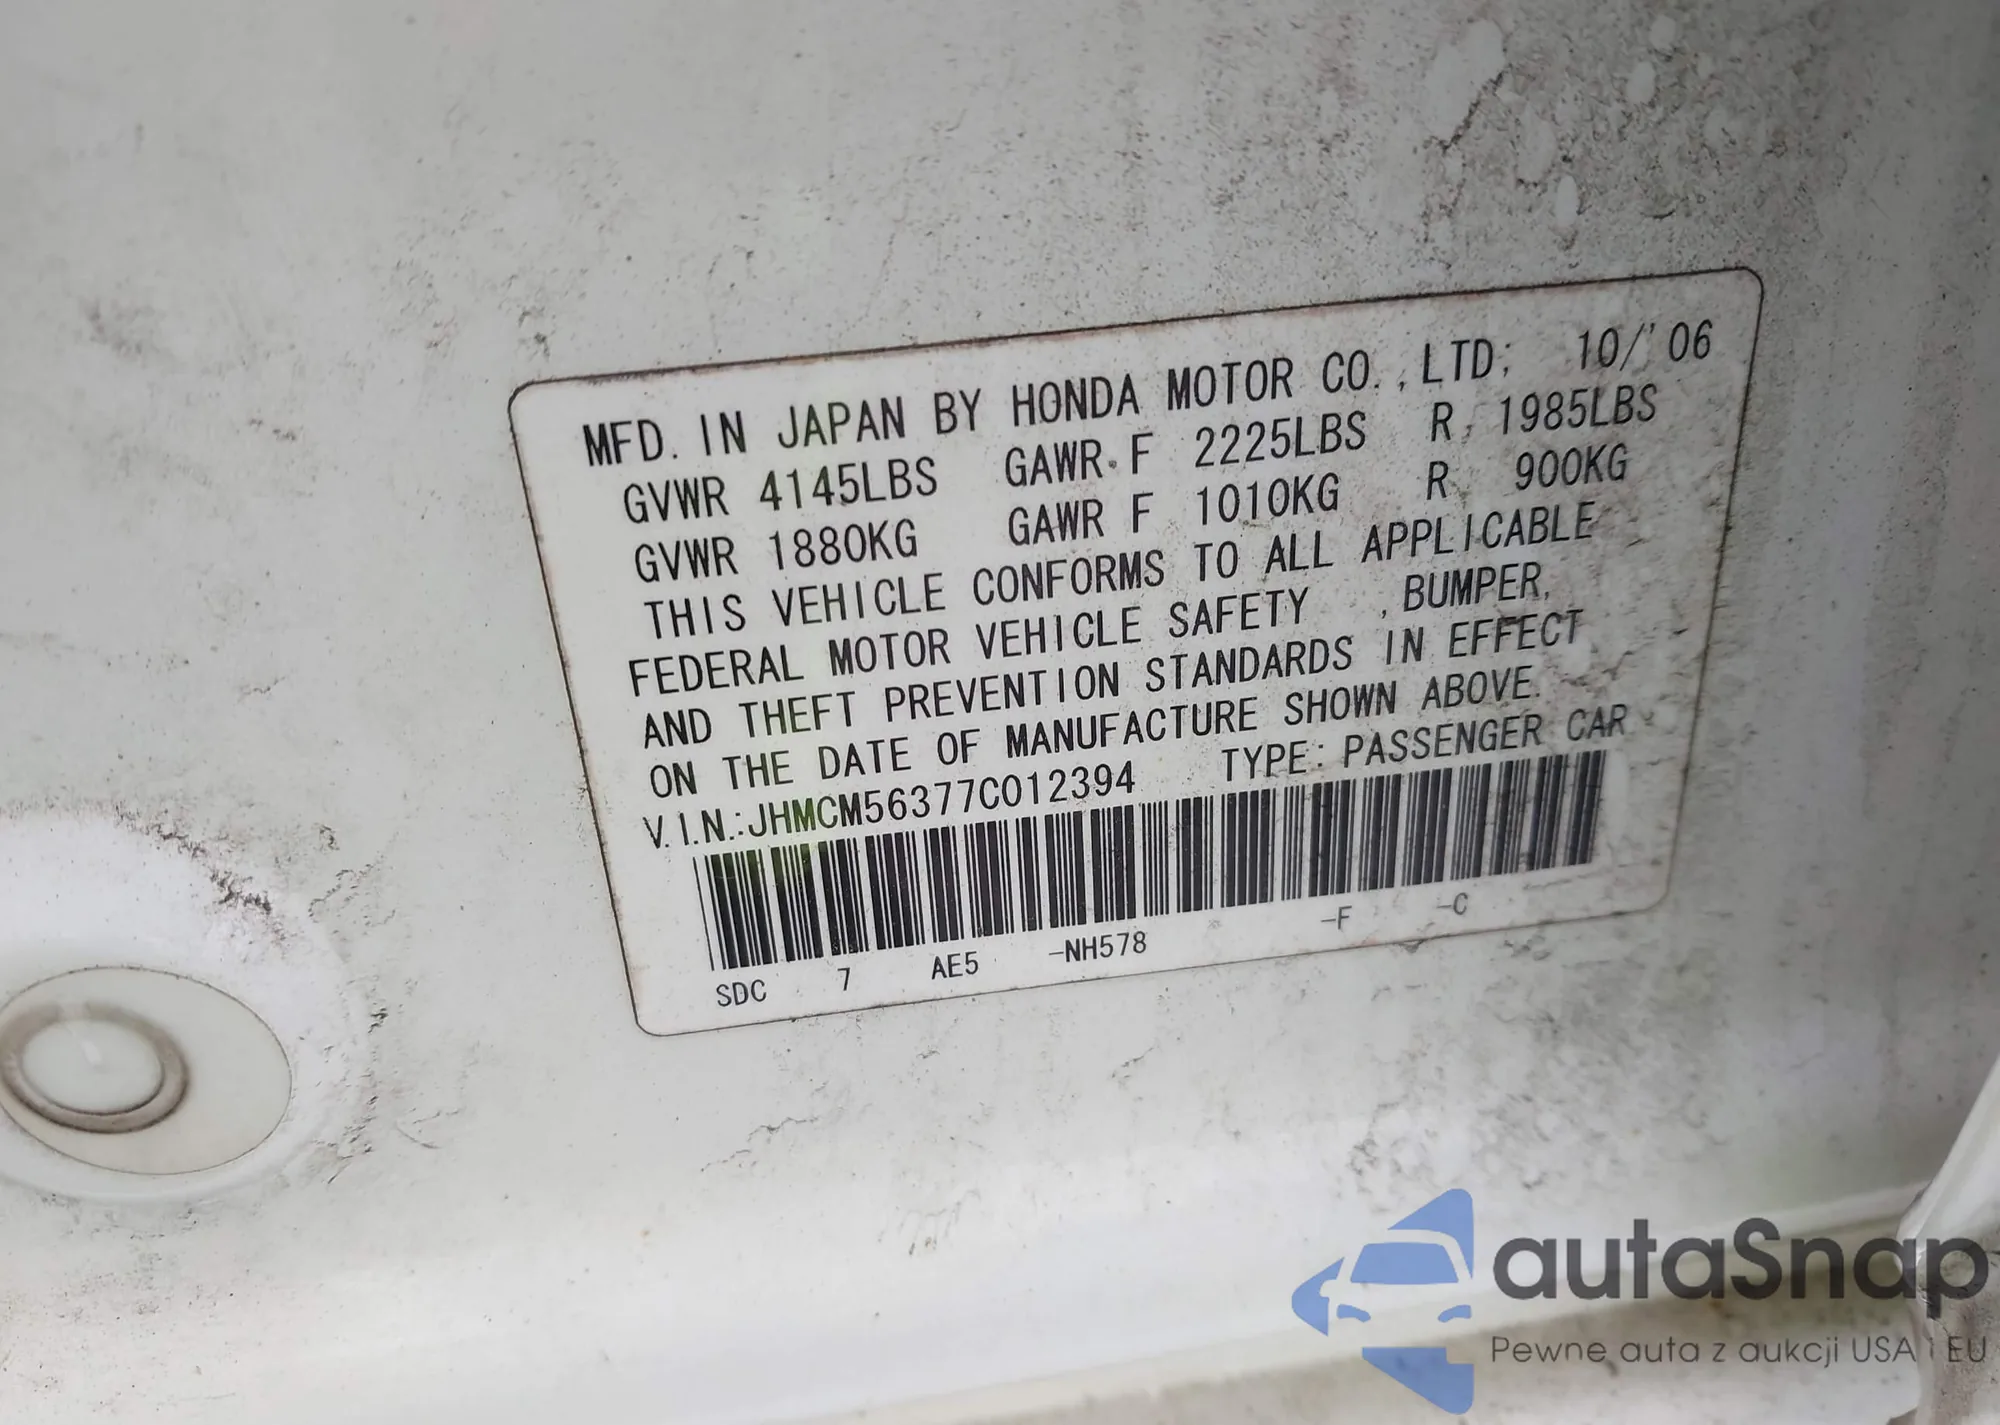 MFD. IN JAPAN BY HONDA MOTOR CO.,LTD; 10/'06
GVWR 4145LBS GAWR F 2225LBS R 1985LBS
GVWR 1880KG GAWR F 1010KG R 900KG
THIS VEHICLE CONFORMS TO ALL APPLICABLE
FEDERAL MOTOR VEHICLE SAFETY , BUMPER,
AND THEFT PREVENTION STANDARDS IN EFFECT
ON THE DATE OF MANUFACTURE SHOWN ABOVE.
V.I.N.:JHMCM56377C012394 TYPE: PASSENGER CAR
SDC 7 AE5 -NH578 -F -C
autaSnap
Pewne auta z aukcji USA i EU